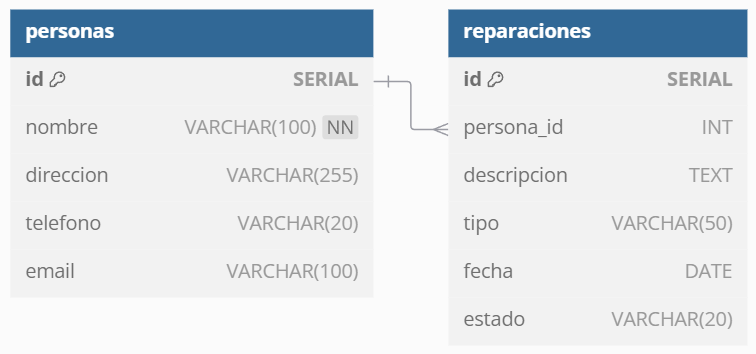 personas
id SERIAL
nombre VARCHAR(100) NN
direccion VARCHAR(255)
telefono VARCHAR(20)
email VARCHAR(100)
reparaciones
id SERIAL
persona_id INT
descripcion TEXT
tipo VARCHAR(50)
fecha DATE
estado VARCHAR(20)